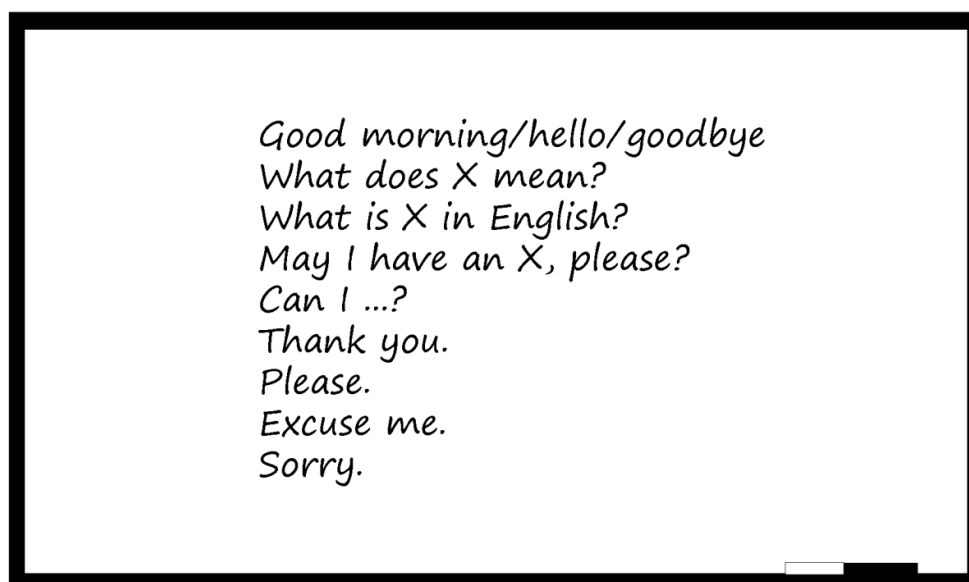 Good morning/hello/goodbye
What does X mean?
What is X in English?
May I have an X, please?
Can I ...?
Thank you.
Please.
Excuse me.
Sorry.